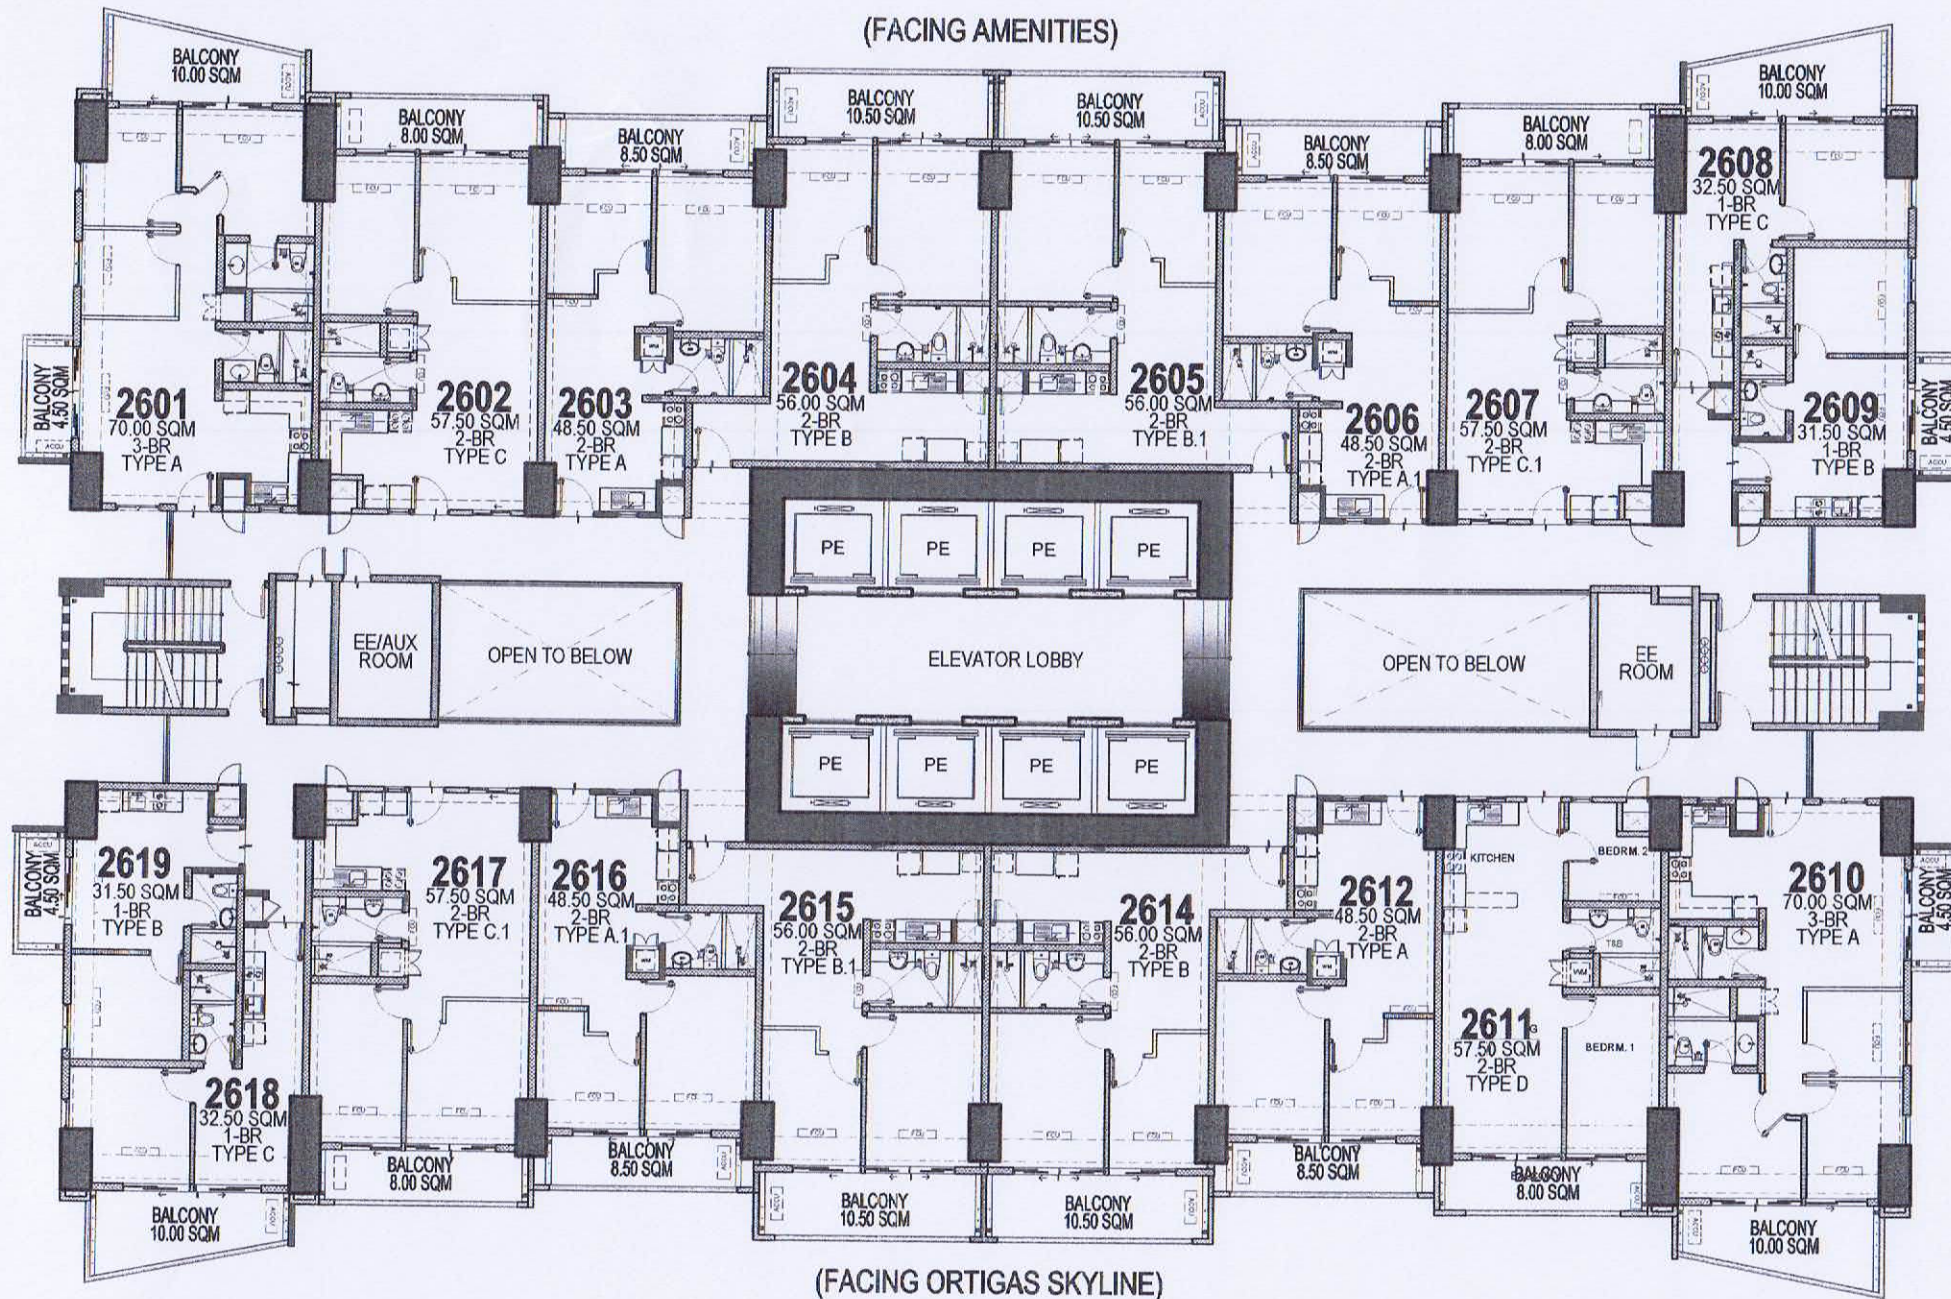 (FACING AMENITIES)
BALCONY
10.00 SQM
BALCONY
8.00 SQM
BALCONY
8.50 SQM
BALCONY
10.50 SQM
BALCONY
10.50 SQM
BALCONY
8.50 SQM
BALCONY
8.00 SQM
BALCONY
10.00 SQM
BALCONY
4.50 SQM
2601
70.00 SQM
3-BR
TYPE A
2602
57.50 SQM
2-BR
TYPE C
2603
48.50 SQM
2-BR
TYPE A
2604
56.00 SQM
2-BR
TYPE B
2605
56.00 SQM
2-BR
TYPE B.1
2606
48.50 SQM
2-BR
TYPE A.1
2607
57.50 SQM
2-BR
TYPE C.1
2608
32.50 SQM
1-BR
TYPE C
2609
31.50 SQM
1-BR
TYPE B
BALCONY
4.50 SQM
PE
PE
PE
PE
EE/AUX
ROOM
OPEN TO BELOW
ELEVATOR LOBBY
OPEN TO BELOW
EE
ROOM
PE
PE
PE
PE
BALCONY
4.50 SQM
2619
31.50 SQM
1-BR
TYPE B
2618
32.50 SQM
1-BR
TYPE C
2617
57.50 SQM
2-BR
TYPE C.1
2616
48.50 SQM
2-BR
TYPE A.1
2615
56.00 SQM
2-BR
TYPE B.1
2614
56.00 SQM
2-BR
TYPE B
2612
48.50 SQM
2-BR
TYPE A
KITCHEN
BEDRM. 2
T&B
WM
BEDRM. 1
2611
57.50 SQM
2-BR
TYPE D
2610
70.00 SQM
3-BR
TYPE A
BALCONY
4.50 SQM
BALCONY
10.00 SQM
BALCONY
8.00 SQM
BALCONY
8.50 SQM
BALCONY
10.50 SQM
BALCONY
10.50 SQM
BALCONY
8.50 SQM
BALCONY
8.00 SQM
BALCONY
10.00 SQM
(FACING ORTIGAS SKYLINE)